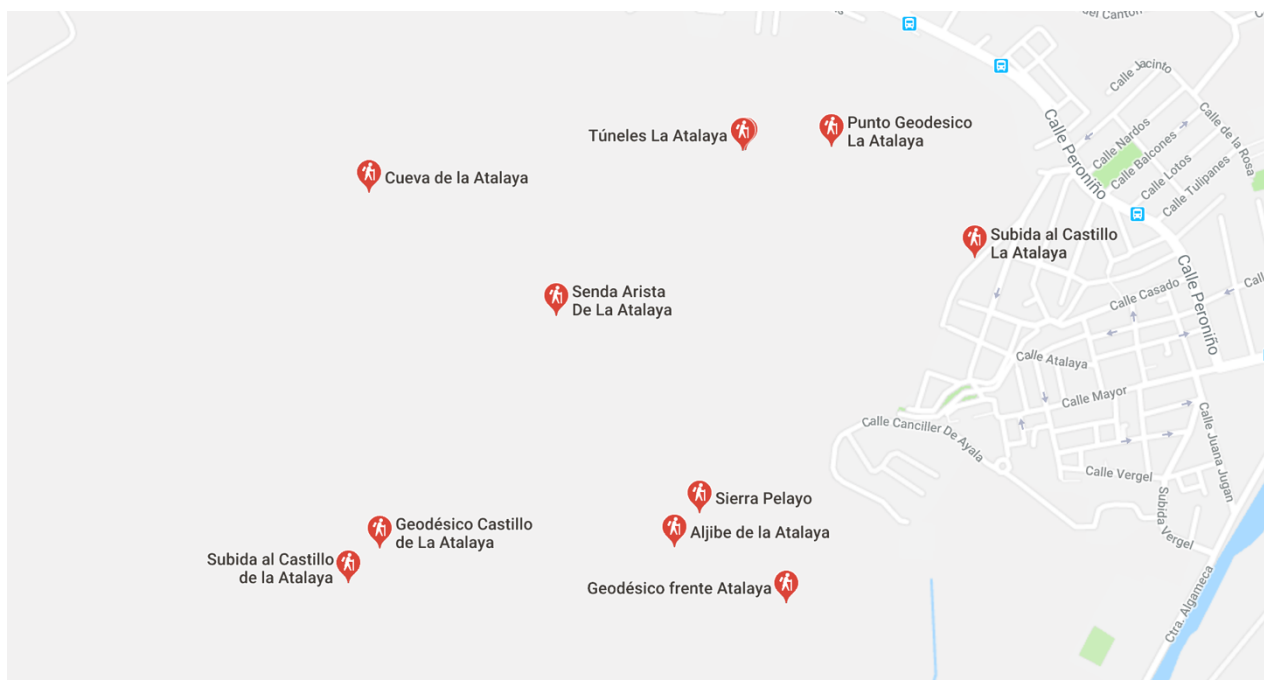 del Cantón
Calle Jacinto
Calle Peroniño
Calle Nardos
Calle Balcones
Calle de la Rosa
Calle Lotos
Calle Tulipanes
Túneles La Atalaya
Punto Geodesico
La Atalaya
Cueva de la Atalaya
Subida al Castillo
La Atalaya
Calle Peroniño
Senda Arista
De La Atalaya
Calle Casado
Calle Atalaya
Calle Mayor
Calle Canciller De Ayala
Calle Juana Jugan
Calle Vergel
Subida Vergel
Sierra Pelayo
Aljibe de la Atalaya
Geodésico Castillo
de La Atalaya
Subida al Castillo
de la Atalaya
Geodésico frente Atalaya
Ctra. Algameca